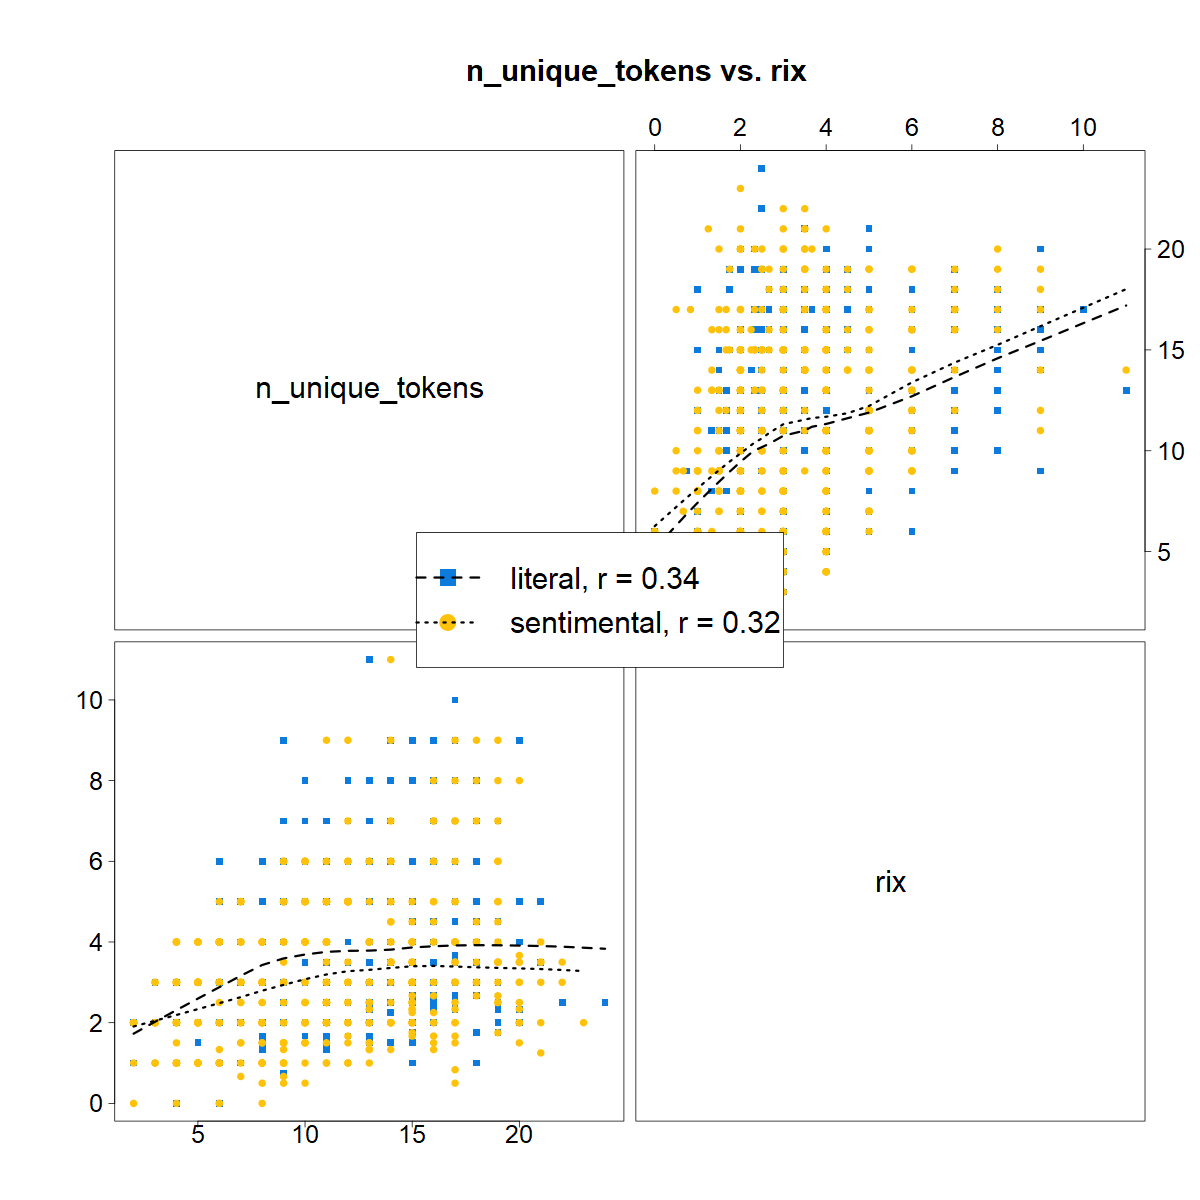 n_unique_tokens vs. rix
0 2 4 6 8 10
n_unique_tokens
20
15
10
5
literal, r = 0.34
sentimental, r = 0.32
10
8
6
4
2
0
rix
5 10 15 20